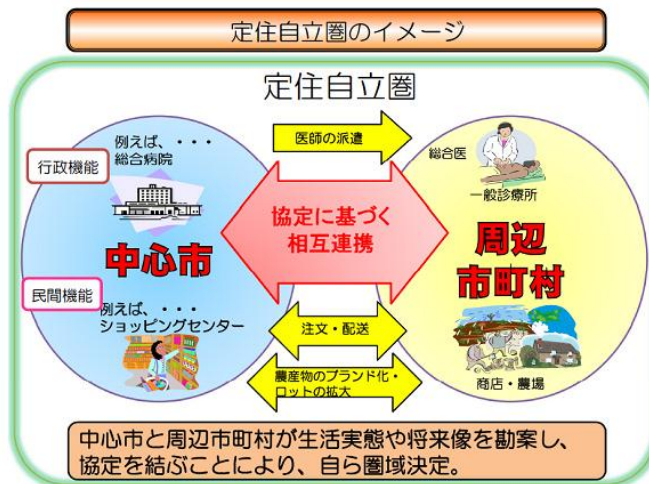 定住自立圏のイメージ
定住自立圏
行政機能
例えば、・・・
総合病院
中心市
民間機能
例えば、・・・
ショッピングセンター
医師の派遣
協定に基づく
相互連携
注文・配送
農産物のブランド化・
ロットの拡大
総合医
一般診療所
周辺
市町村
商店・農場
中心市と周辺市町村が生活実態や将来像を勘案し、
協定を結ぶことにより、自ら圏域決定。